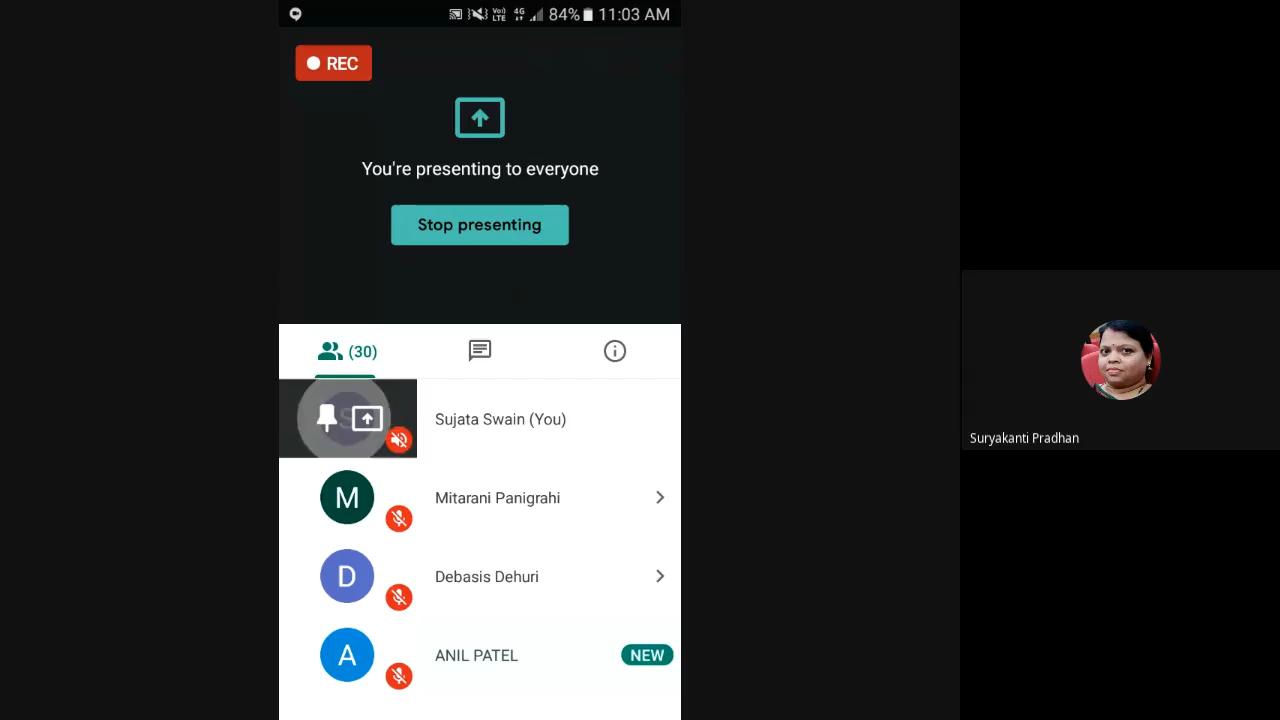 84% 11:03 AM
REC
You're presenting to everyone
Stop presenting
(30)
Sujata Swain (You)
M Mitarani Panigrahi
D Debasis Dehuri
A ANIL PATEL NEW
Suryakanti Pradhan